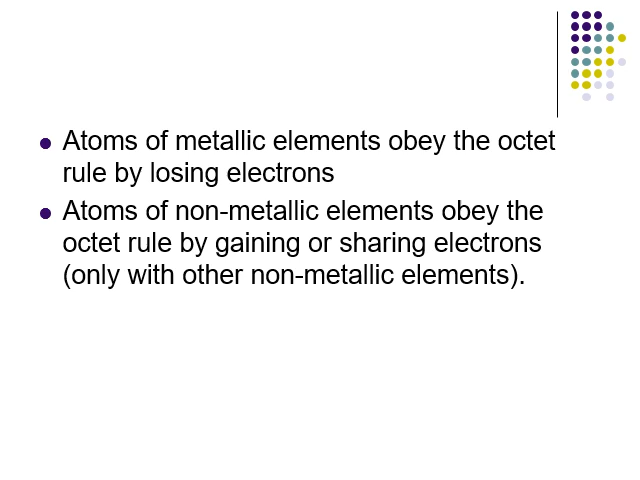 Atoms of metallic elements obey the octet
rule by losing electrons
Atoms of non-metallic elements obey the
octet rule by gaining or sharing electrons
(only with other non-metallic elements).